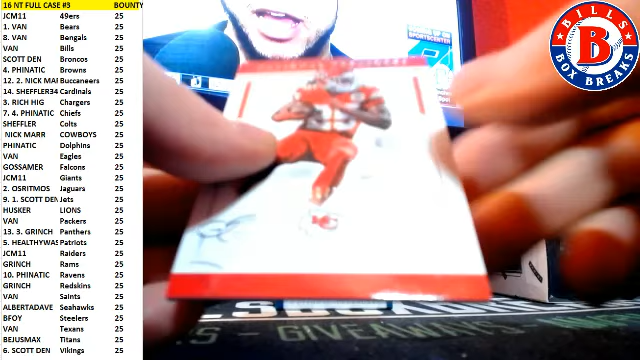 16 NT FULL CASE #3 BOUNTY
JCM11 49ers 25
1. VAN Bears 25
8. VAN Bengals 25
VAN Bills 25
SCOTT DEN Broncos 25
4. PHINATIC Browns 25
12. 2. NICK MAR Buccaneers 25
14. SHEFFLER34 Cardinals 25
3. RICH HIG Chargers 25
7. 4. PHINATIC Chiefs 25
SHEFFLER Colts 25
NICK MARR COWBOYS 25
PHINATIC Dolphins 25
VAN Eagles 25
GOSSAMER Falcons 25
JCM11 Giants 25
2. OSRITMOS Jaguars 25
9. 1. SCOTT DEN Jets 25
HUSKER LIONS 25
VAN Packers 25
13. 3. GRINCH Panthers 25
5. HEALTHYWAS Patriots 25
JCM11 Raiders 25
GRINCH Rams 25
10. PHINATIC Ravens 25
GRINCH Redskins 25
VAN Saints 25
ALBERTADAVE Seahawks 25
BFOY Steelers 25
VAN Texans 25
BEJUSMAX Titans 25
6. SCOTT DEN Vikings 25
BILLS
B
BOX BREAKS
SPORTSCENTER
KC
GIVEAWAYS